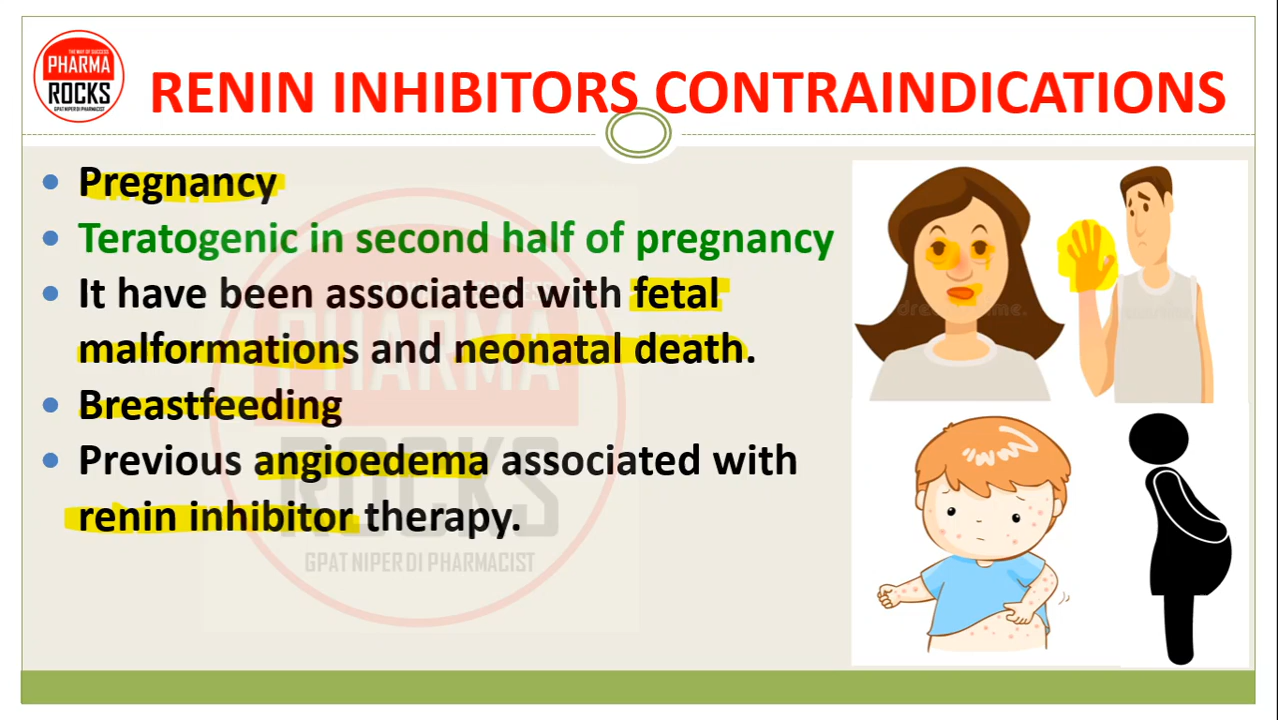 THE WAY OF SUCCESS
PHARMA
ROCKS
GPAT NIPER DI PHARMACIST
RENIN INHIBITORS CONTRAINDICATIONS
• Pregnancy
• Teratogenic in second half of pregnancy
• It have been associated with fetal
malformations and neonatal death.
• Breastfeeding
• Previous angioedema associated with
renin inhibitor therapy.
PHARMA
ROCKS
GPAT NIPER DI PHARMACIST